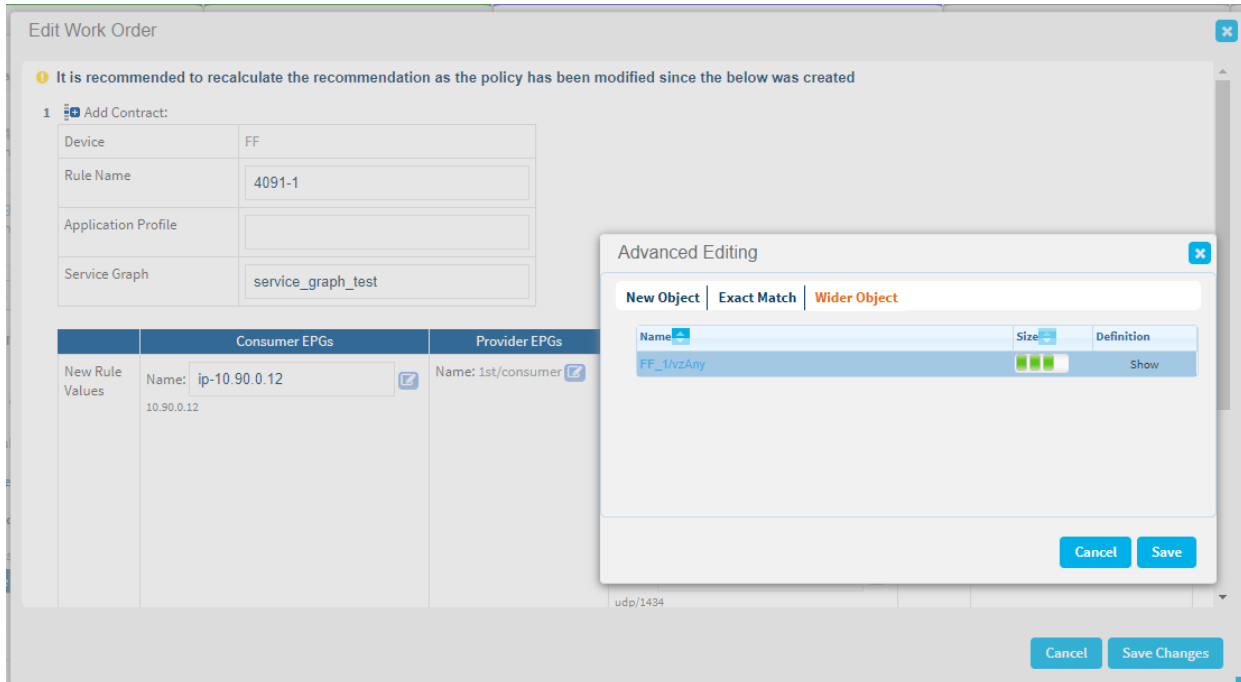 Edit Work Order
It is recommended to recalculate the recommendation as the policy has been modified since the below was created
1 Add Contract:
Device FF
Rule Name 4091-1
Application Profile
Service Graph service_graph_test
Consumer EPGs Provider EPGs
New Rule Values Name: ip-10.90.0.12 Name: 1st/consumer
10.90.0.12
Advanced Editing
New Object Exact Match Wider Object
Name Size Definition
FF_1/vzAny Show
Cancel Save
udp/1434
Cancel Save Changes